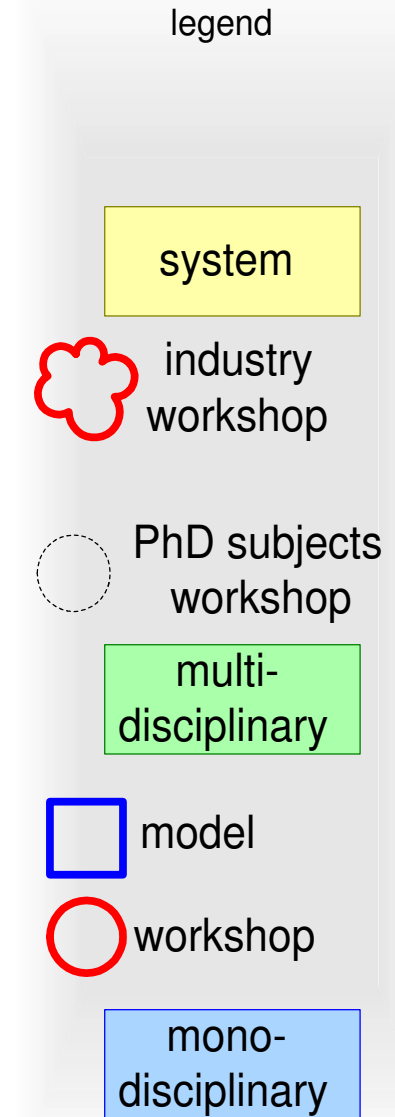 legend
system
industry
workshop
PhD subjects
workshop
multi-
disciplinary
model
workshop
mono-
disciplinary